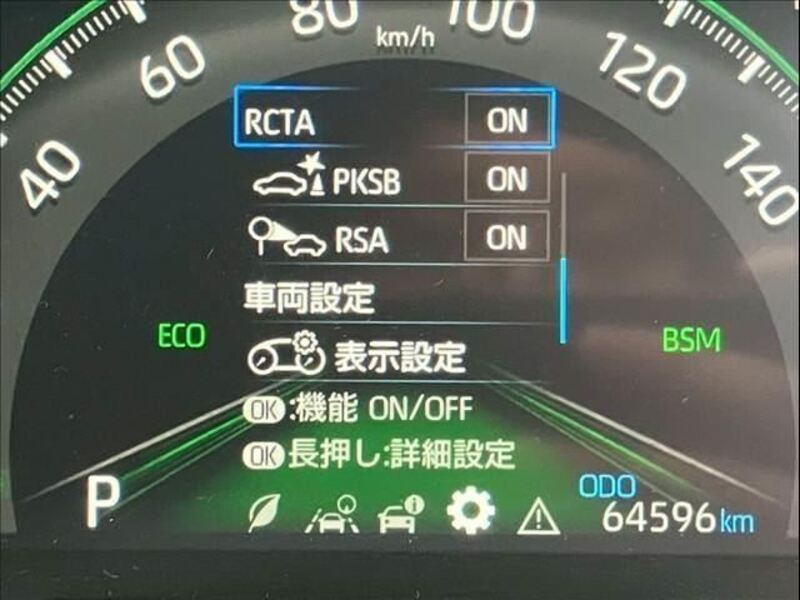 80
100
km/h
60
120
40
140
RCTA ON
PKSB ON
RSA ON
車両設定
ECO
BSM
表示設定
OK:機能 ON/OFF
OK長押し:詳細設定
P
ODO
64596km